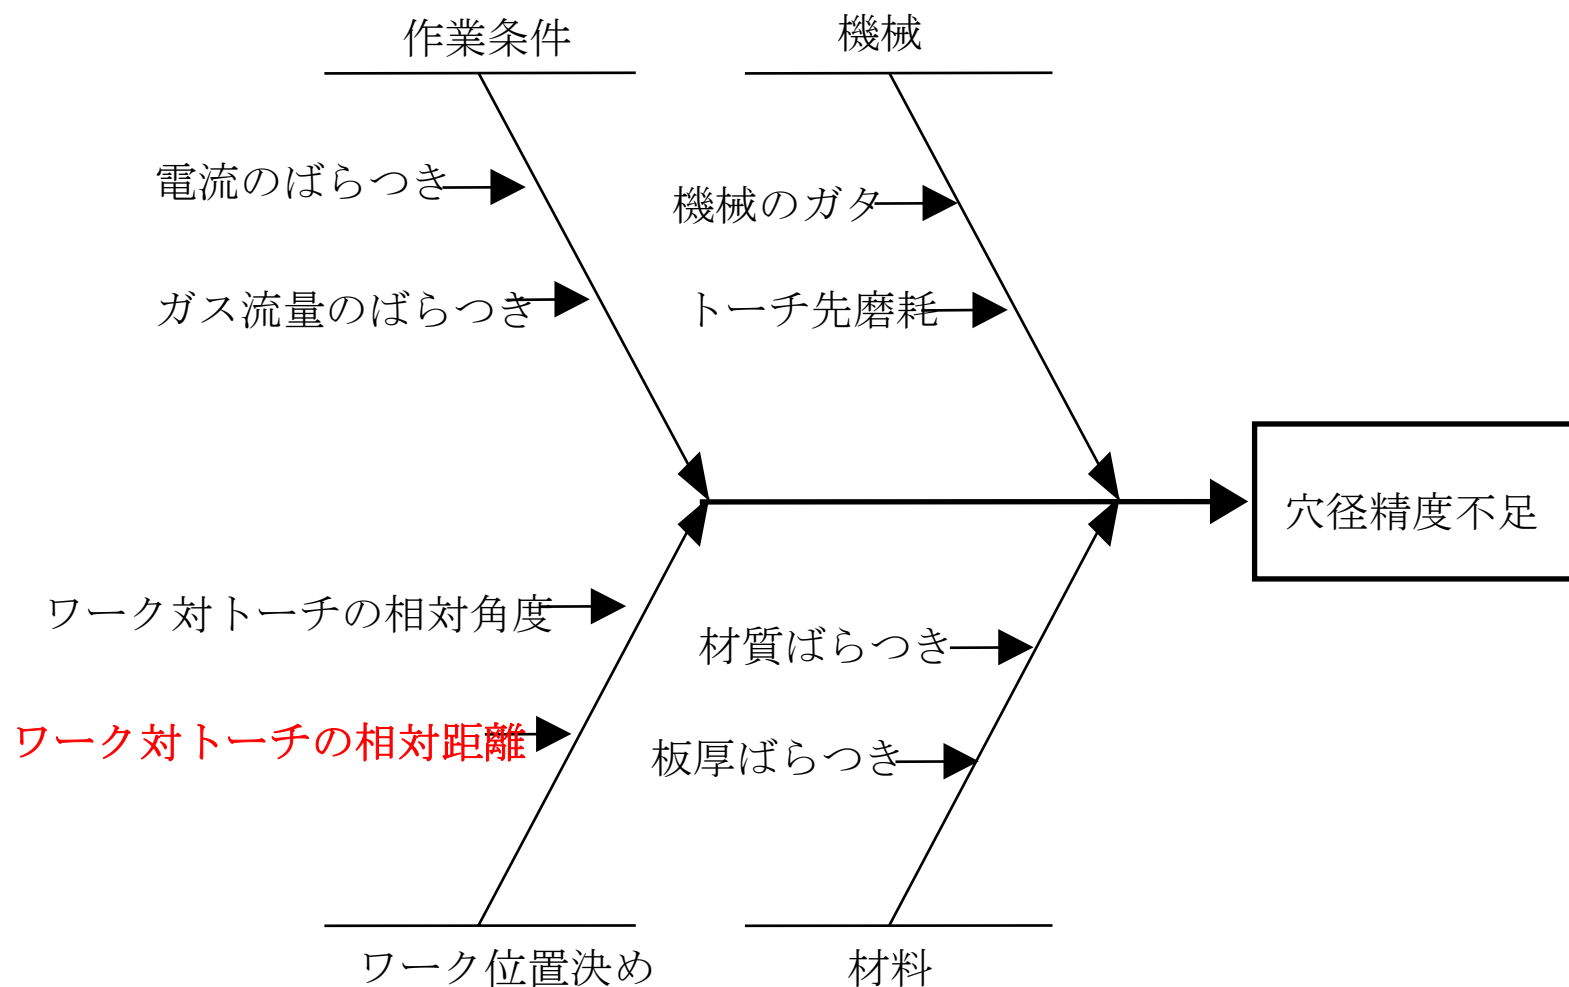 作業条件
機械
電流のばらつき
機械のガタ
ガス流量のばらつき
トーチ先磨耗
穴径精度不足
ワーク対トーチの相対角度
材質ばらつき
ワーク対トーチの相対距離
板厚ばらつき
ワーク位置決め
材料